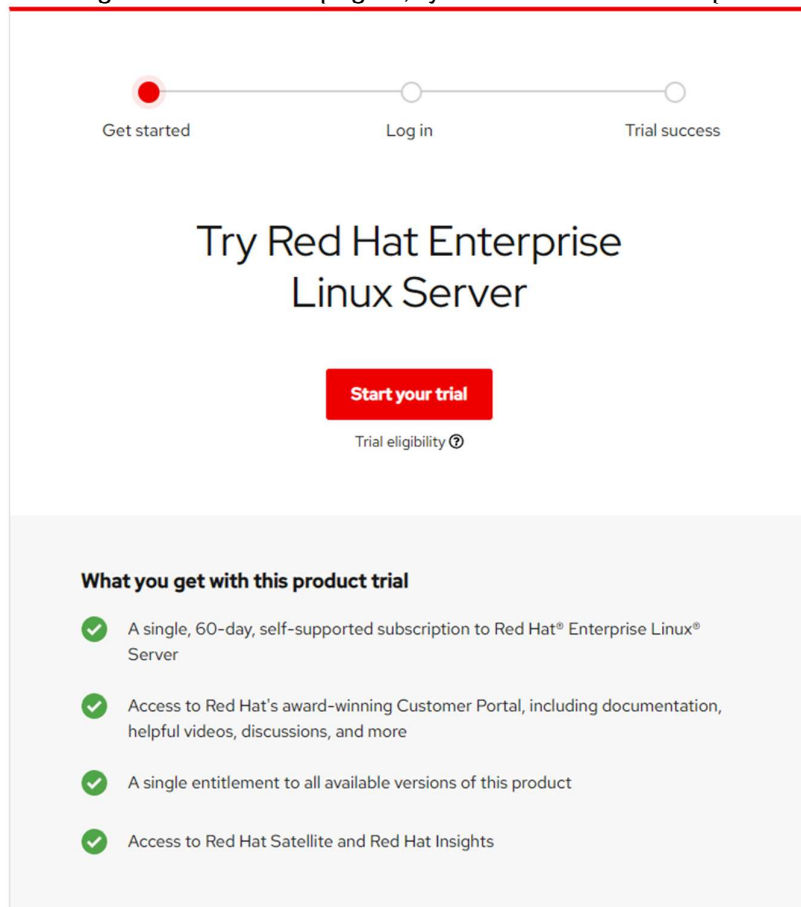 Get started
Log in
Trial success
Try Red Hat Enterprise
Linux Server
Start your trial
Trial eligibility
What you get with this product trial
A single, 60-day, self-supported subscription to Red Hat® Enterprise Linux®
Server
Access to Red Hat's award-winning Customer Portal, including documentation,
helpful videos, discussions, and more
A single entitlement to all available versions of this product
Access to Red Hat Satellite and Red Hat Insights